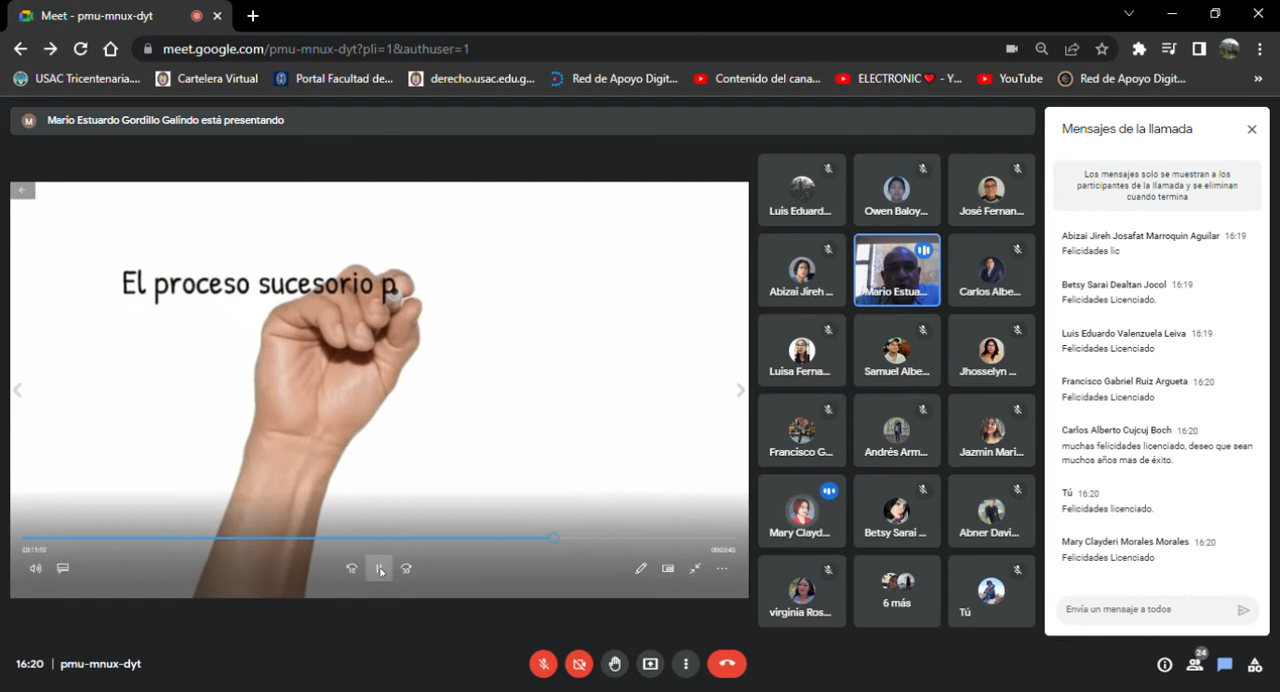 Meet - pmu-mnux-dyt
meet.google.com/pmu-mnux-dyt?pli=1&authuser=1
USAC Tricentenaria...
Cartelera Virtual
Portal Facultad de...
derecho.usac.edu.g...
Red de Apoyo Digit...
Contenido del cana...
ELECTRONIC❤ - Y...
YouTube
Red de Apoyo Digit...
M
Mario Estuardo Gordillo Galindo está presentando
El proceso sucesorio p
00:11:10
00:02:45
10
30
Luis Eduard...
Owen Baloy...
José Fernan...
Abizai Jireh ...
Mario Estua...
Carlos Albe...
Luisa Ferna...
Samuel Albe...
Jhosselyn ...
Francisco G...
Andrés Arm...
Jazmin Mari...
Mary Clayd...
Betsy Sarai ...
Abner Davi...
virginia Ros...
6 más
Tú
Mensajes de la llamada
Los mensajes solo se muestran a los
participantes de la llamada y se eliminan
cuando termina
Abizai Jireh Josafat Marroquin Aguilar 16:19
Felicidades lic
Betsy Sarai Dealtan Jocol 16:19
Felicidades Licenciado.
Luis Eduardo Valenzuela Leiva 16:19
Felicidades Licenciado
Francisco Gabriel Ruiz Argueta 16:20
Felicidades Licenciado
Carlos Alberto Cujcuj Boch 16:20
muchas felicidades licenciado, deseo que sean
muchos años mas de éxito.
Tú 16:20
Felicidades licenciado.
Mary Clayderi Morales Morales 16:20
Felicidades Licenciado
Envía un mensaje a todos
16:20 | pmu-mnux-dyt
24